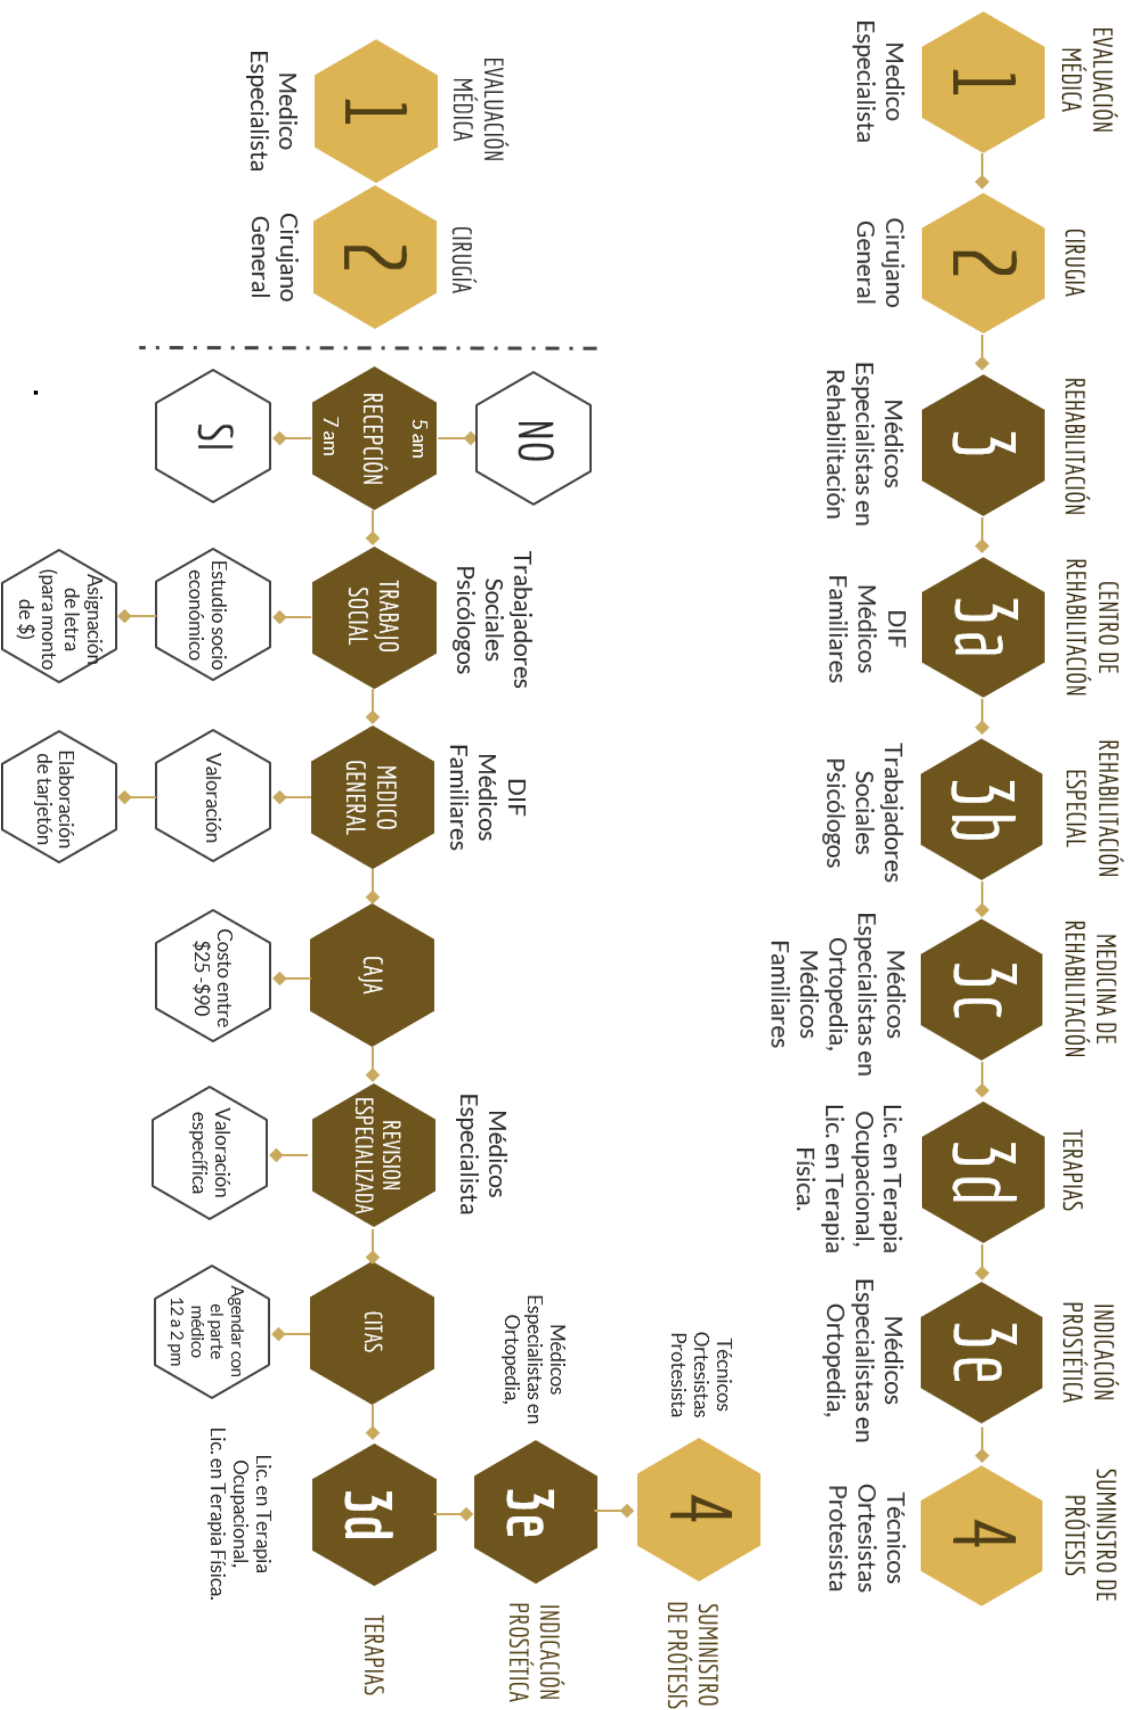 EVALUACIÓN
MÉDICA
1
Medico
Especialista
CIRUGIA
2
Cirujano
General
REHABILITACIÓN
3
Médicos
Especialistas en
Rehabilitación
CENTRO DE
REHABILITACIÓN
3a
DIF
Médicos
Familiares
REHABILITACIÓN
ESPECIAL
3b
Trabajadores
Sociales
Psicólogos
MEDICINA DE
REHABILITACIÓN
3c
Médicos
Especialistas en
Ortopedia,
Médicos
Familiares
TERAPIAS
3d
Lic. en Terapia
Ocupacional,
Lic. en Terapia
Física.
INDICACIÓN
PROSTÉTICA
3e
Médicos
Especialistas en
Ortopedia,
SUMINISTRO DE
PRÓTESIS
4
Técnicos
Ortesistas
Protesista
EVALUACIÓN
MÉDICA
1
Medico
Especialista
CIRUGÍA
2
Cirujano
General
NO
5 am
RECEPCIÓN
7 am
SI
Trabajadores
Sociales
Psicólogos
TRABAJO
SOCIAL
Estudio socio
económico
Asignación
de letra
(para monto
de $)
DIF
Médicos
Familiares
MEDICO
GENERAL
Valoración
Elaboración
de tarjetón
CAJA
Costo entre
$25 -$90
Médicos
Especialista
REVISION
ESPECIALIZADA
Valoración
específica
CITAS
Agendar con
el parte
médico
12 a 2 pm
3d
TERAPIAS
Lic. en Terapia
Ocupacional,
Lic. en Terapia Física.
Médicos
Especialistas en
Ortopedia,
3e
INDICACIÓN
PROSTÉTICA
Técnicos
Ortesistas
Protesista
4
SUMINISTRO
DE PRÓTESIS
.